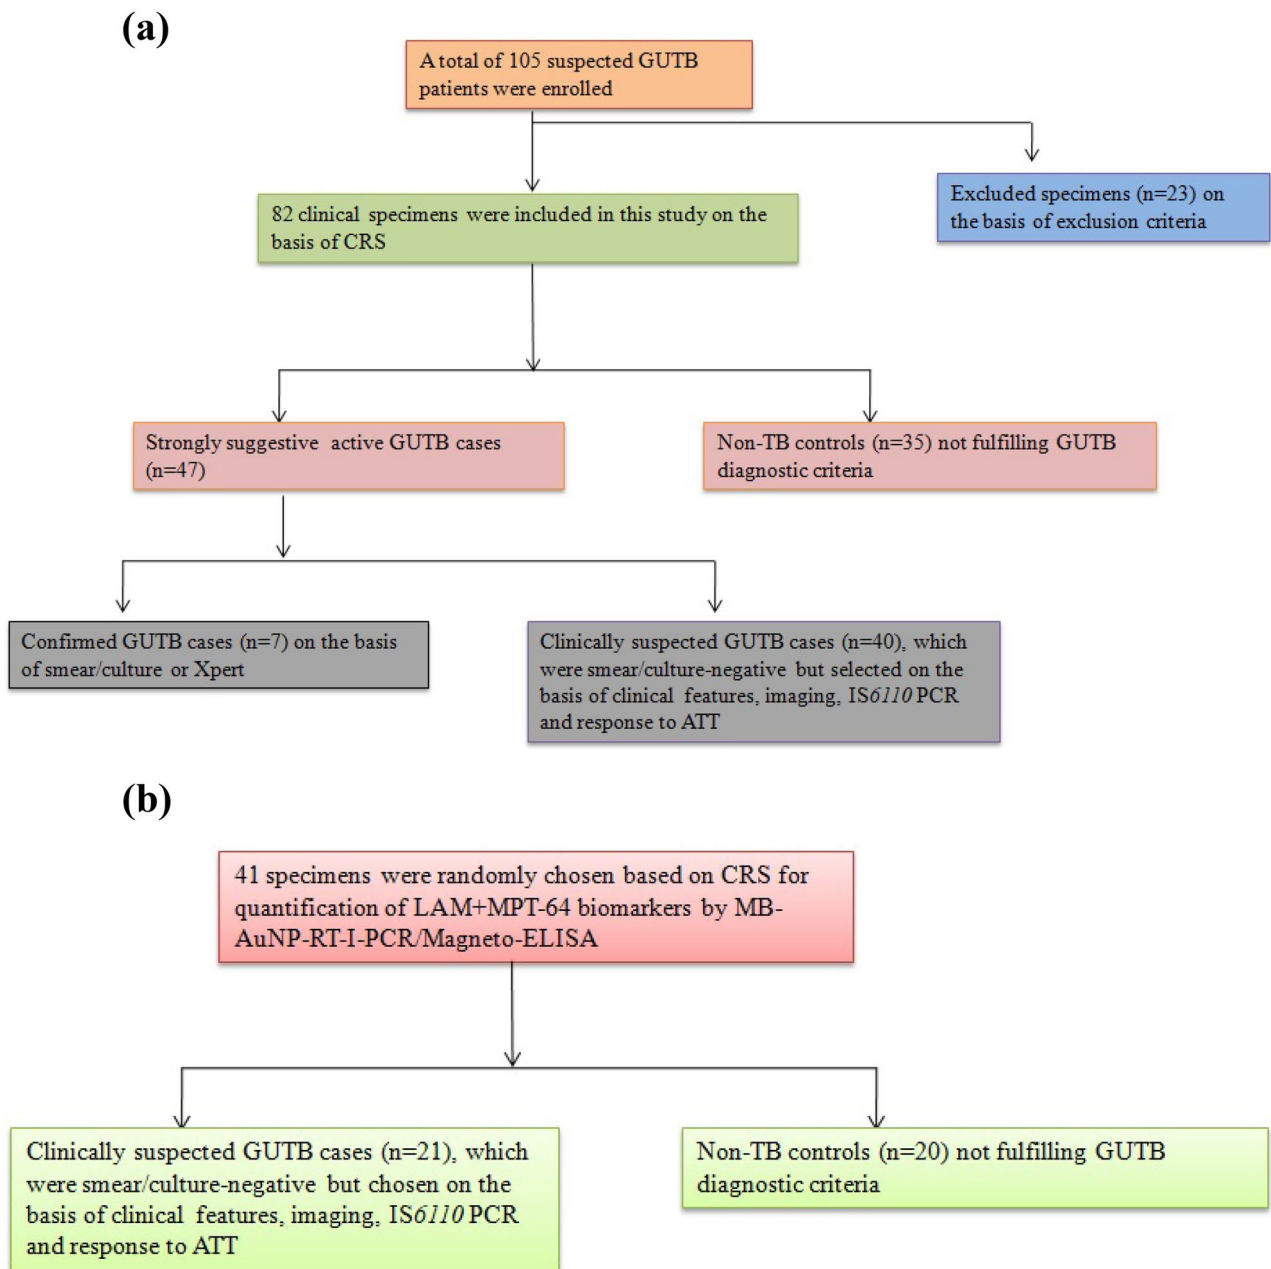 (a)
A total of 105 suspected GUTB
patients were enrolled
Excluded specimens (n=23) on
the basis of exclusion criteria
82 clinical specimens were included in this study on the
basis of CRS
Strongly suggestive active GUTB cases
(n=47)
Non-TB controls (n=35) not fulfilling GUTB
diagnostic criteria
Confirmed GUTB cases (n=7) on the basis
of smear/culture or Xpert
Clinically suspected GUTB cases (n=40), which
were smear/culture-negative but selected on the
basis of clinical features, imaging, IS6110 PCR
and response to ATT
(b)
41 specimens were randomly chosen based on CRS for
quantification of LAM+MPT-64 biomarkers by MB-
AuNP-RT-I-PCR/Magneto-ELISA
Clinically suspected GUTB cases (n=21), which
were smear/culture-negative but chosen on the
basis of clinical features, imaging, IS6110 PCR
and response to ATT
Non-TB controls (n=20) not fulfilling GUTB
diagnostic criteria